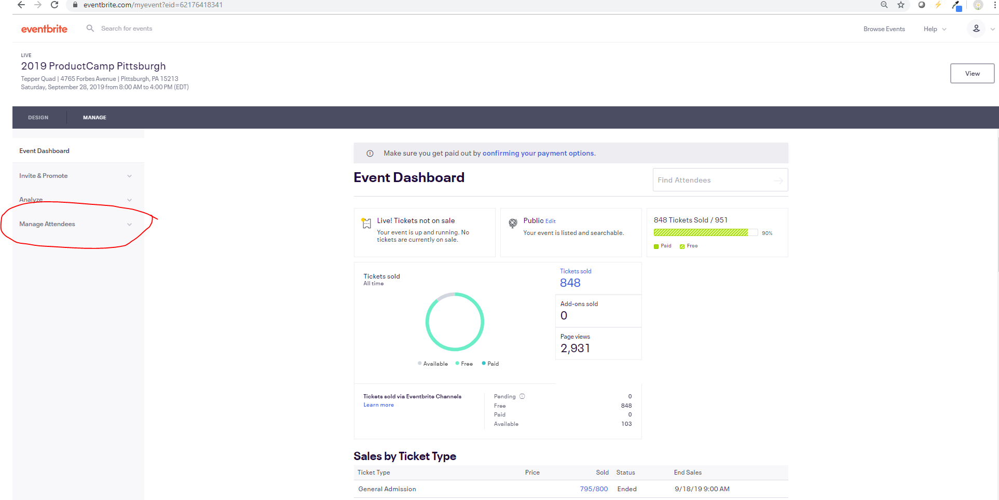 eventbrite.com/myevent?eid=62176418341
eventbrite
Search for events
Browse Events
Help
LIVE
2019 ProductCamp Pittsburgh
Tepper Quad | 4765 Forbes Avenue | Pittsburgh, PA 15213
Saturday, September 28, 2019 from 8:00 AM to 4:00 PM (EDT)
View
DESIGN
MANAGE
Event Dashboard
Invite & Promote
Analyze
Manage Attendees
Make sure you get paid out by confirming your payment options.
Event Dashboard
Find Attendees
Live! Tickets not on sale
Your event is up and running. No
tickets are currently on sale.
Public Edit
Your event is listed and searchable.
848 Tickets Sold / 951
90%
Paid
Free
Tickets sold
All time
Available
Free
Paid
Tickets sold
848
Add-ons sold
0
Page views
2,931
Tickets sold via Eventbrite Channels
Learn more
Pending 0
Free 848
Paid 0
Available 103
Sales by Ticket Type
Ticket Type Price Sold Status End Sales
General Admission 795/800 Ended 9/18/19 9:00 AM